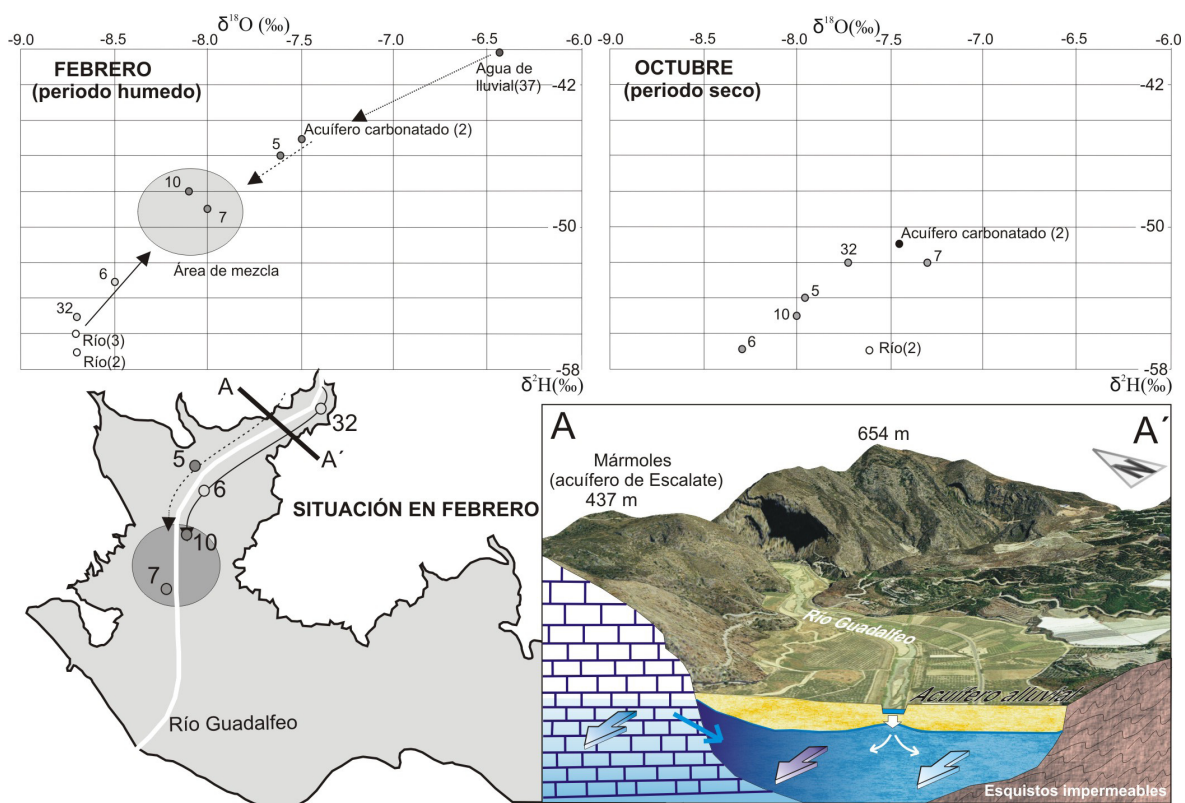 δ¹⁸O (‰)
-9.0 -8.5 -8.0 -7.5 -7.0 -6.5 -6.0
FEBRERO
(periodo humedo)
Agua de
lluvial(37)
Acuífero carbonatado (2)
5
10
7
Área de mezcla
6
32
Río(3)
Río(2)
δ¹⁸O (‰)
-8.5 -8.0 -7.5 -7.0 -6.5 -6.0
OCTUBRE
(periodo seco)
-42
-50
Acuífero carbonatado (2)
32
7
5
10
6
Río(2)
-58
δ²H(‰)
-42
-50
-58
δ²H(‰)
A
32
A´
5
6
SITUACIÓN EN FEBRERO
10
7
Río Guadalfeo
A
A´
654 m
Mármoles
(acuífero de Escalate)
437 m
N
Río Guadalfeo
Acuífero alluvial
Esquistos impermeables